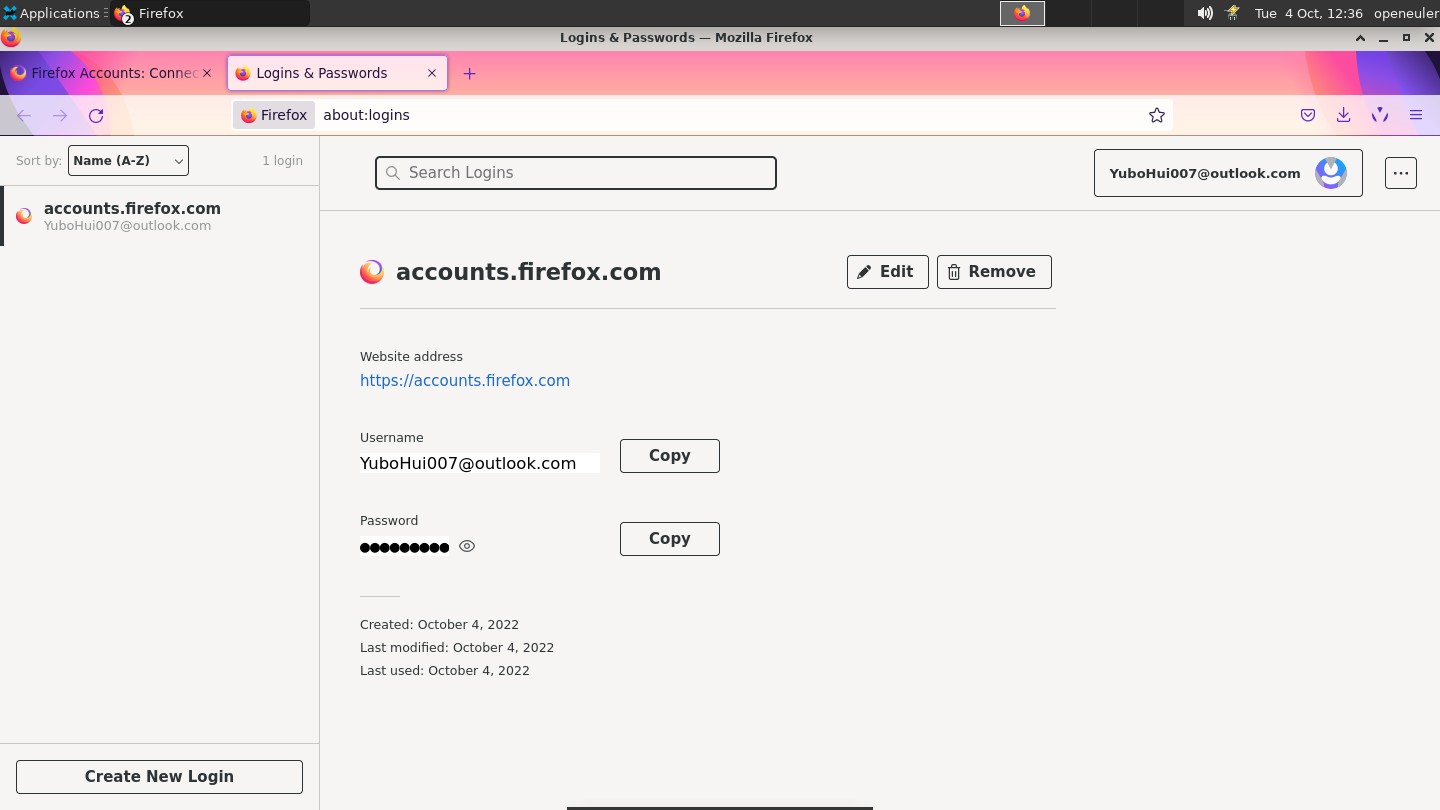 Applications
2 Firefox
Tue 4 Oct, 12:36 openeuler
Logins & Passwords — Mozilla Firefox
Firefox Accounts: Connec
Logins & Passwords
Firefox about:logins
Sort by: Name (A-Z) 1 login
Search Logins
YuboHui007@outlook.com
accounts.firefox.com
YuboHui007@outlook.com
accounts.firefox.com
Edit
Remove
Website address
https://accounts.firefox.com
Username
YuboHui007@outlook.com
Copy
Password
●●●●●●●●●
Copy
Created: October 4, 2022
Last modified: October 4, 2022
Last used: October 4, 2022
Create New Login